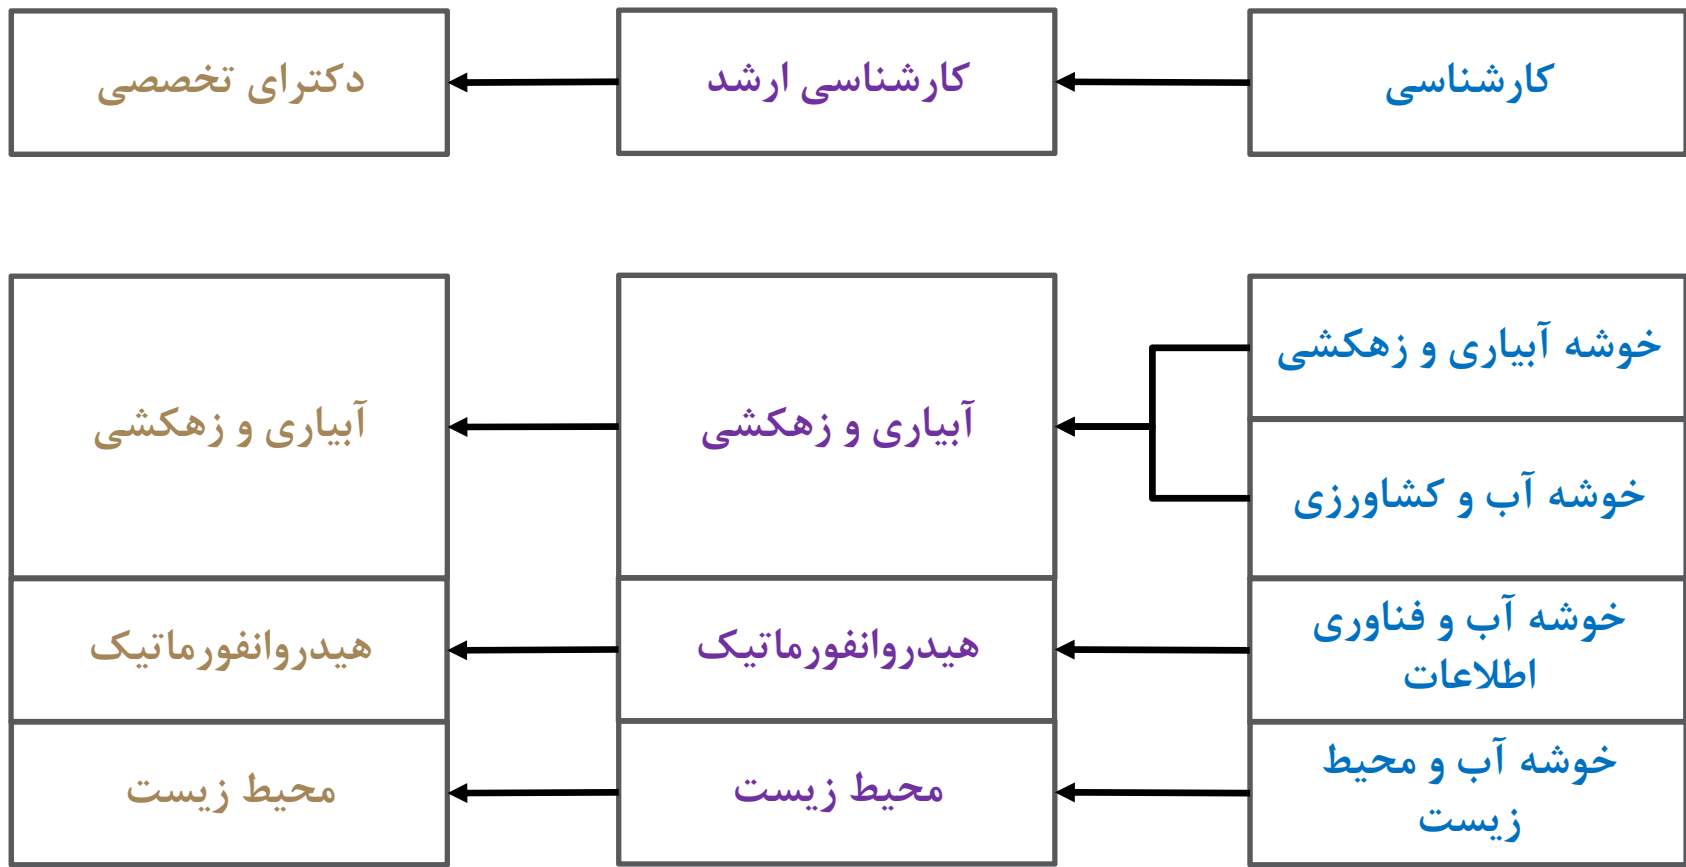 کارشناسی
کارشناسی ارشد
دکترای تخصصی
خوشه آبیاری و زهکشی
خوشه آب و کشاورزی
آبیاری و زهکشی
آبیاری و زهکشی
خوشه آب و فناوری
اطلاعات
هیدروانفورماتیک
هیدروانفورماتیک
خوشه آب و محیط
زیست
محیط زیست
محیط زیست